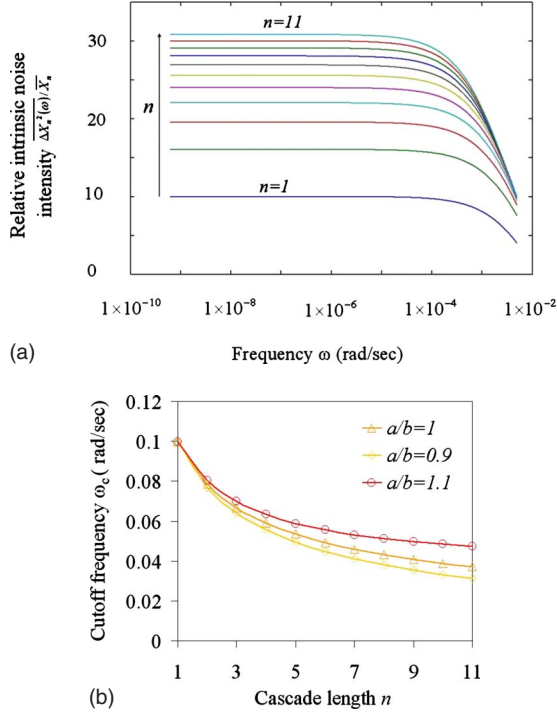 30
20
10
0
n=11
n
n=1
Relative intrinsic noise
intensity ΔXₙ²(ω)/Xₙ
1×10⁻¹⁰
1×10⁻⁸
1×10⁻⁶
1×10⁻⁴
1×10⁻²
(a)
Frequency ω (rad/sec)
0.12
0.1
0.08
0.06
0.04
0.02
0
a/b=1
a/b=0.9
a/b=1.1
Cutoff frequency ωc( rad/sec)
1
3
5
7
9
11
(b)
Cascade length n